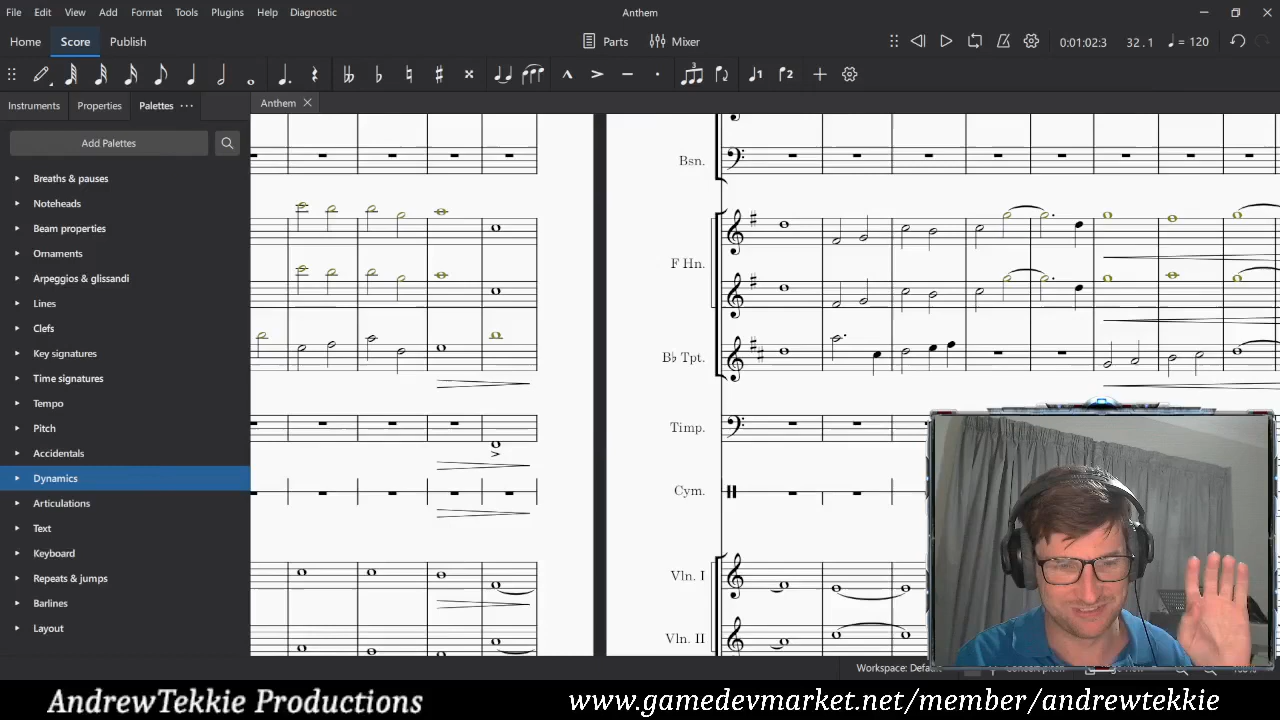 File Edit View Add Format Tools Plugins Help Diagnostic
Anthem
Home Score Publish
Parts Mixer
0:01:02:3 32 . 1 = 120
3
1 2
Instruments Properties Palettes
Anthem
Add Palettes
Breaths & pauses
Noteheads
Beam properties
Ornaments
Arpeggios & glissandi
Lines
Clefs
Key signatures
Time signatures
Tempo
Pitch
Accidentals
Dynamics
Articulations
Text
Keyboard
Repeats & jumps
Barlines
Layout
Bsn.
F Hn.
B♭ Tpt.
Timp.
Cym.
Vln. I
Vln. II
Workspace: Default
AndrewTekkie Productions
www.gamedevmarket.net/member/andrewtekkie